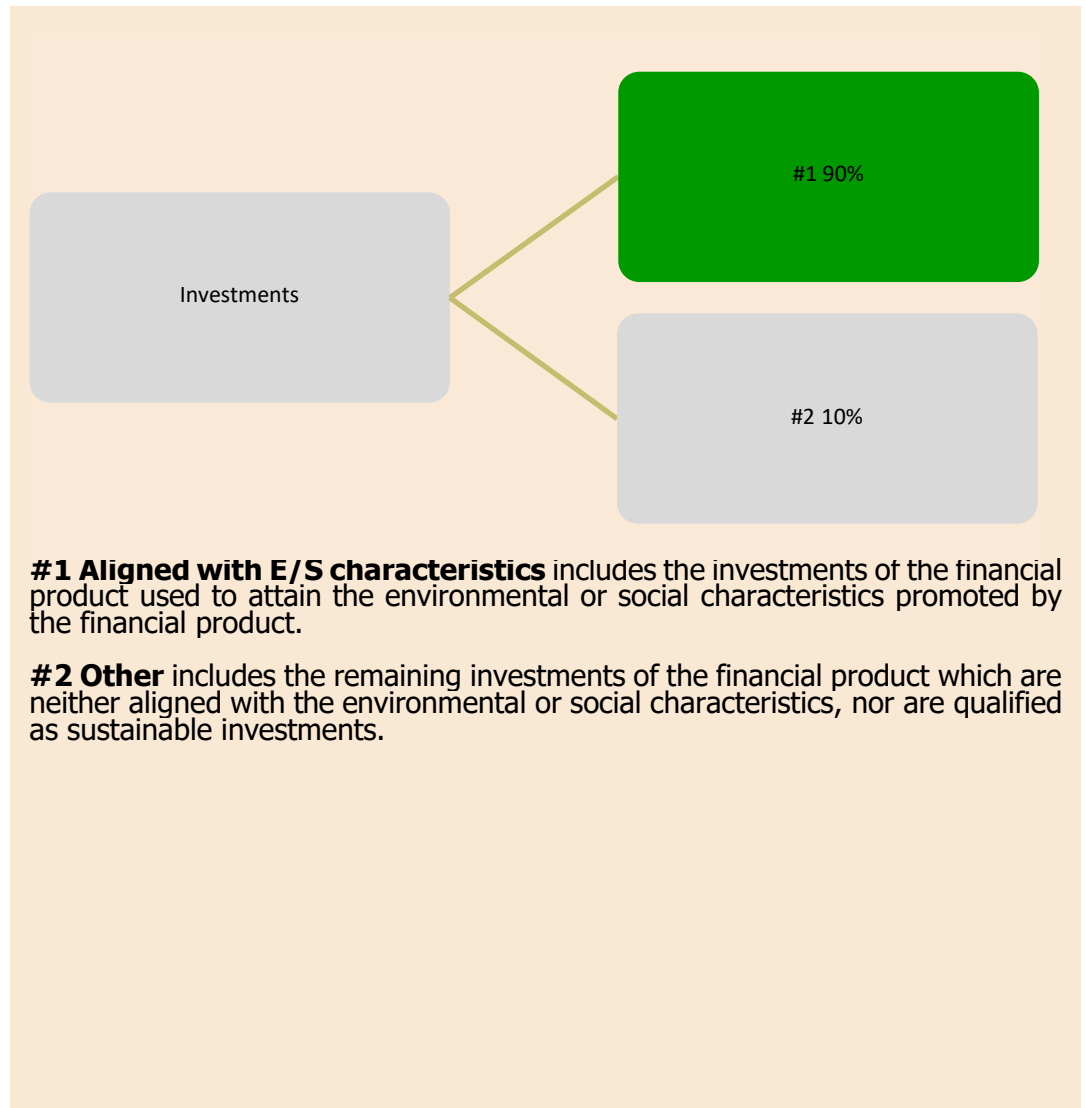 #1 90%
Investments
#2 10%
#1 Aligned with E/S characteristics includes the investments of the financial
product used to attain the environmental or social characteristics promoted by
the financial product.
#2 Other includes the remaining investments of the financial product which are
neither aligned with the environmental or social characteristics, nor are qualified
as sustainable investments.